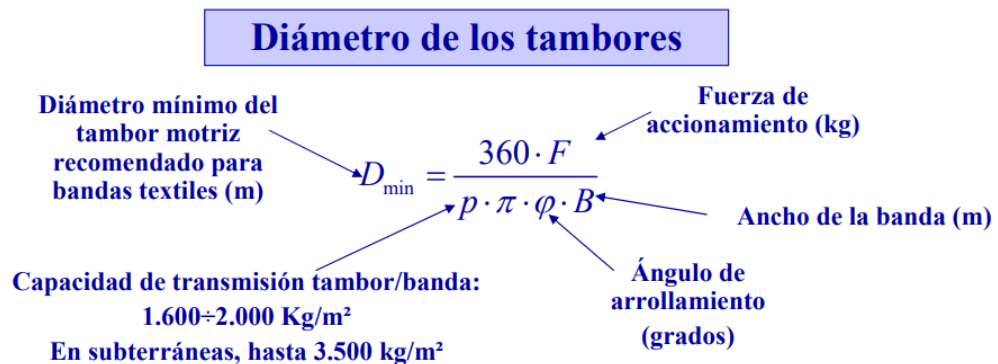 Diámetro de los tambores
Diámetro mínimo del
tambor motriz
recomendado para
bandas textiles (m)
Fuerza de
accionamiento (kg)
D_min = 360 · F / p · π · φ · B
Ancho de la banda (m)
Capacidad de transmisión tambor/banda:
1.600÷2.000 Kg/m²
En subterráneas, hasta 3.500 kg/m²
Ángulo de
arrollamiento
(grados)